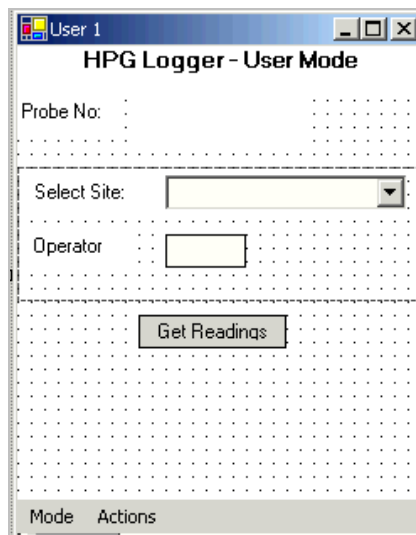 User 1
HPG Logger - User Mode
Probe No:
Select Site:
Operator
Get Readings
Mode Actions